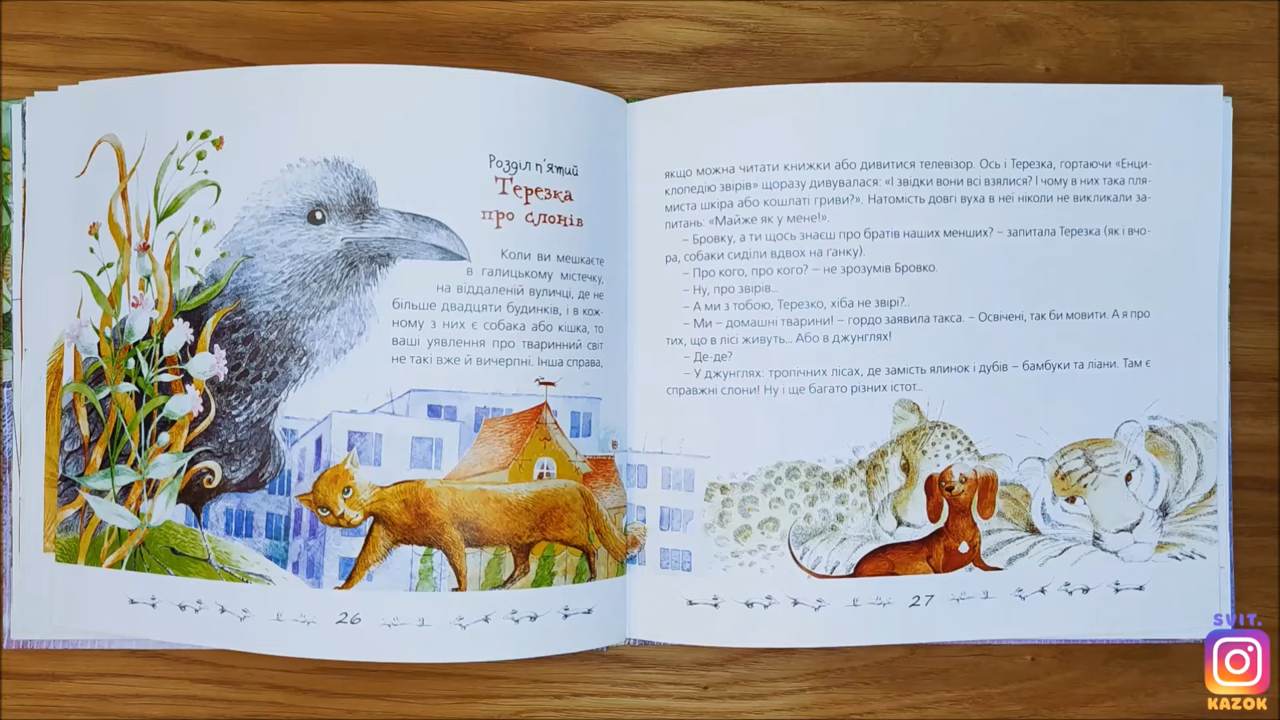 Розділ п'ятий
Терезка
про слонів
Коли ви мешкаєте
в галицькому містечку,
на віддаленій вуличці, де не
більше двадцяти будинків, і в кож-
ному з них є собака або кішка, то
ваші уявлення про тваринний світ
не такі вже й вичерпні. Інша справа,
26
якщо можна читати книжки або дивитися телевізор. Ось і Терезка, гортаючи «Енци-
клопедію звірів» щоразу дивувалася: «І звідки вони всі взялися? І чому в них така пля-
миста шкіра або кошлаті гриви?». Натомість довгі вуха в неї ніколи не викликали за-
питань: «Майже як у мене!».
– Бровку, а ти щось знаєш про братів наших менших? – запитала Терезка (як і вчо-
ра, собаки сиділи вдвох на ґанку).
– Про кого, про кого? – не зрозумів Бровко.
– Ну, про звірів...
– А ми з тобою, Терезко, хіба не звірі?..
– Ми – домашні тварини! – гордо заявила такса. – Освічені, так би мовити. А я про
тих, що в лісі живуть... Або в джунглях!
– Де-де?
– У джунглях: тропічних лісах, де замість ялинок і дубів – бамбуки та ліани. Там є
справжні слони! Ну і ще багато різних істот...
27
SVIT.
KAZOK